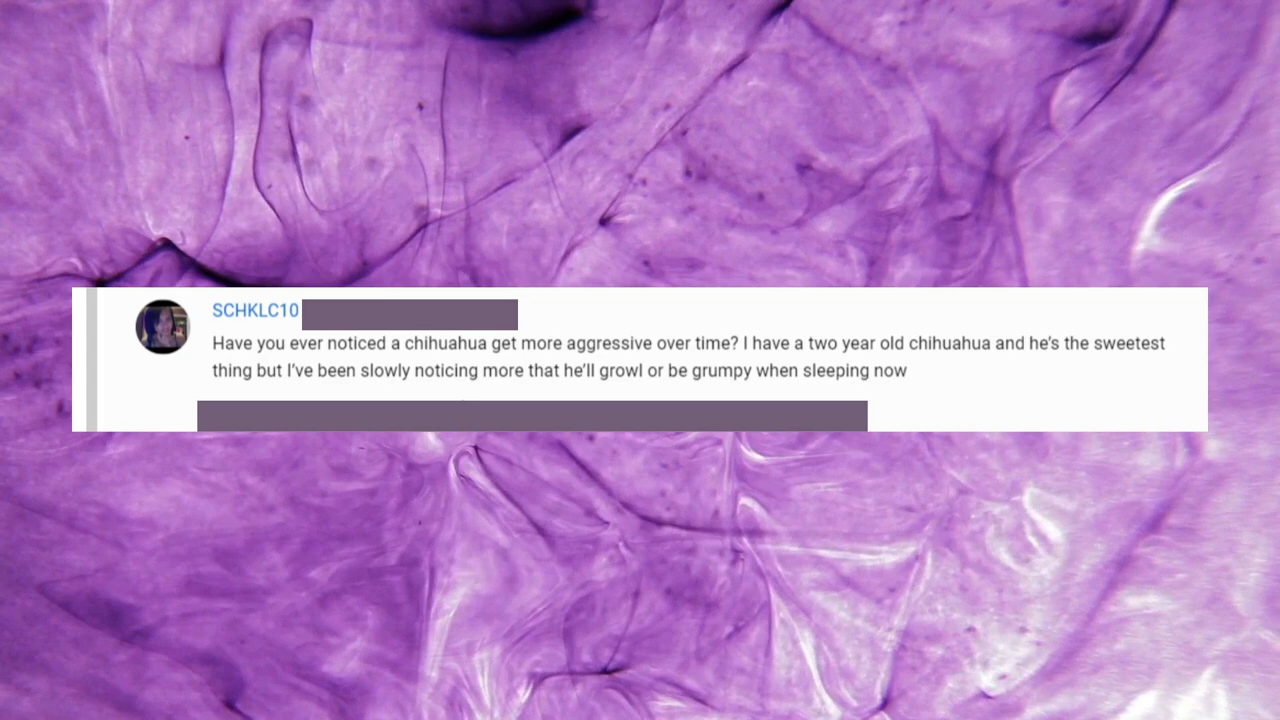 SCHKLC10
Have you ever noticed a chihuahua get more aggressive over time? I have a two year old chihuahua and he’s the sweetest
thing but I’ve been slowly noticing more that he’ll growl or be grumpy when sleeping now